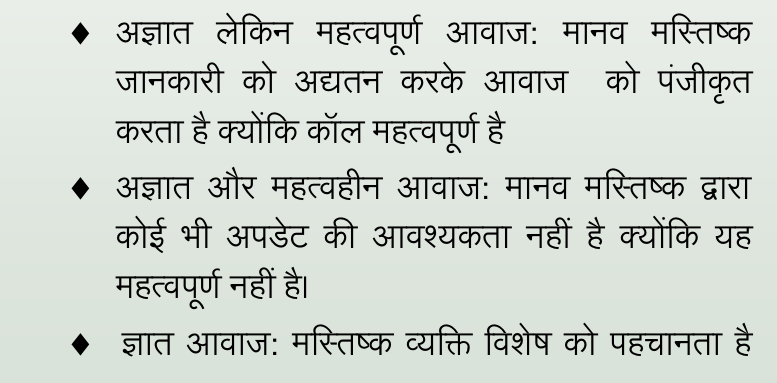 ♦ अज्ञात लेकिन महत्वपूर्ण आवाज: मानव मस्तिष्क
जानकारी को अद्यतन करके आवाज को पंजीकृत
करता है क्योंकि कॉल महत्वपूर्ण है
♦ अज्ञात और महत्वहीन आवाज: मानव मस्तिष्क द्वारा
कोई भी अपडेट की आवश्यकता नहीं है क्योंकि यह
महत्वपूर्ण नहीं है।
♦ ज्ञात आवाज: मस्तिष्क व्यक्ति विशेष को पहचानता है